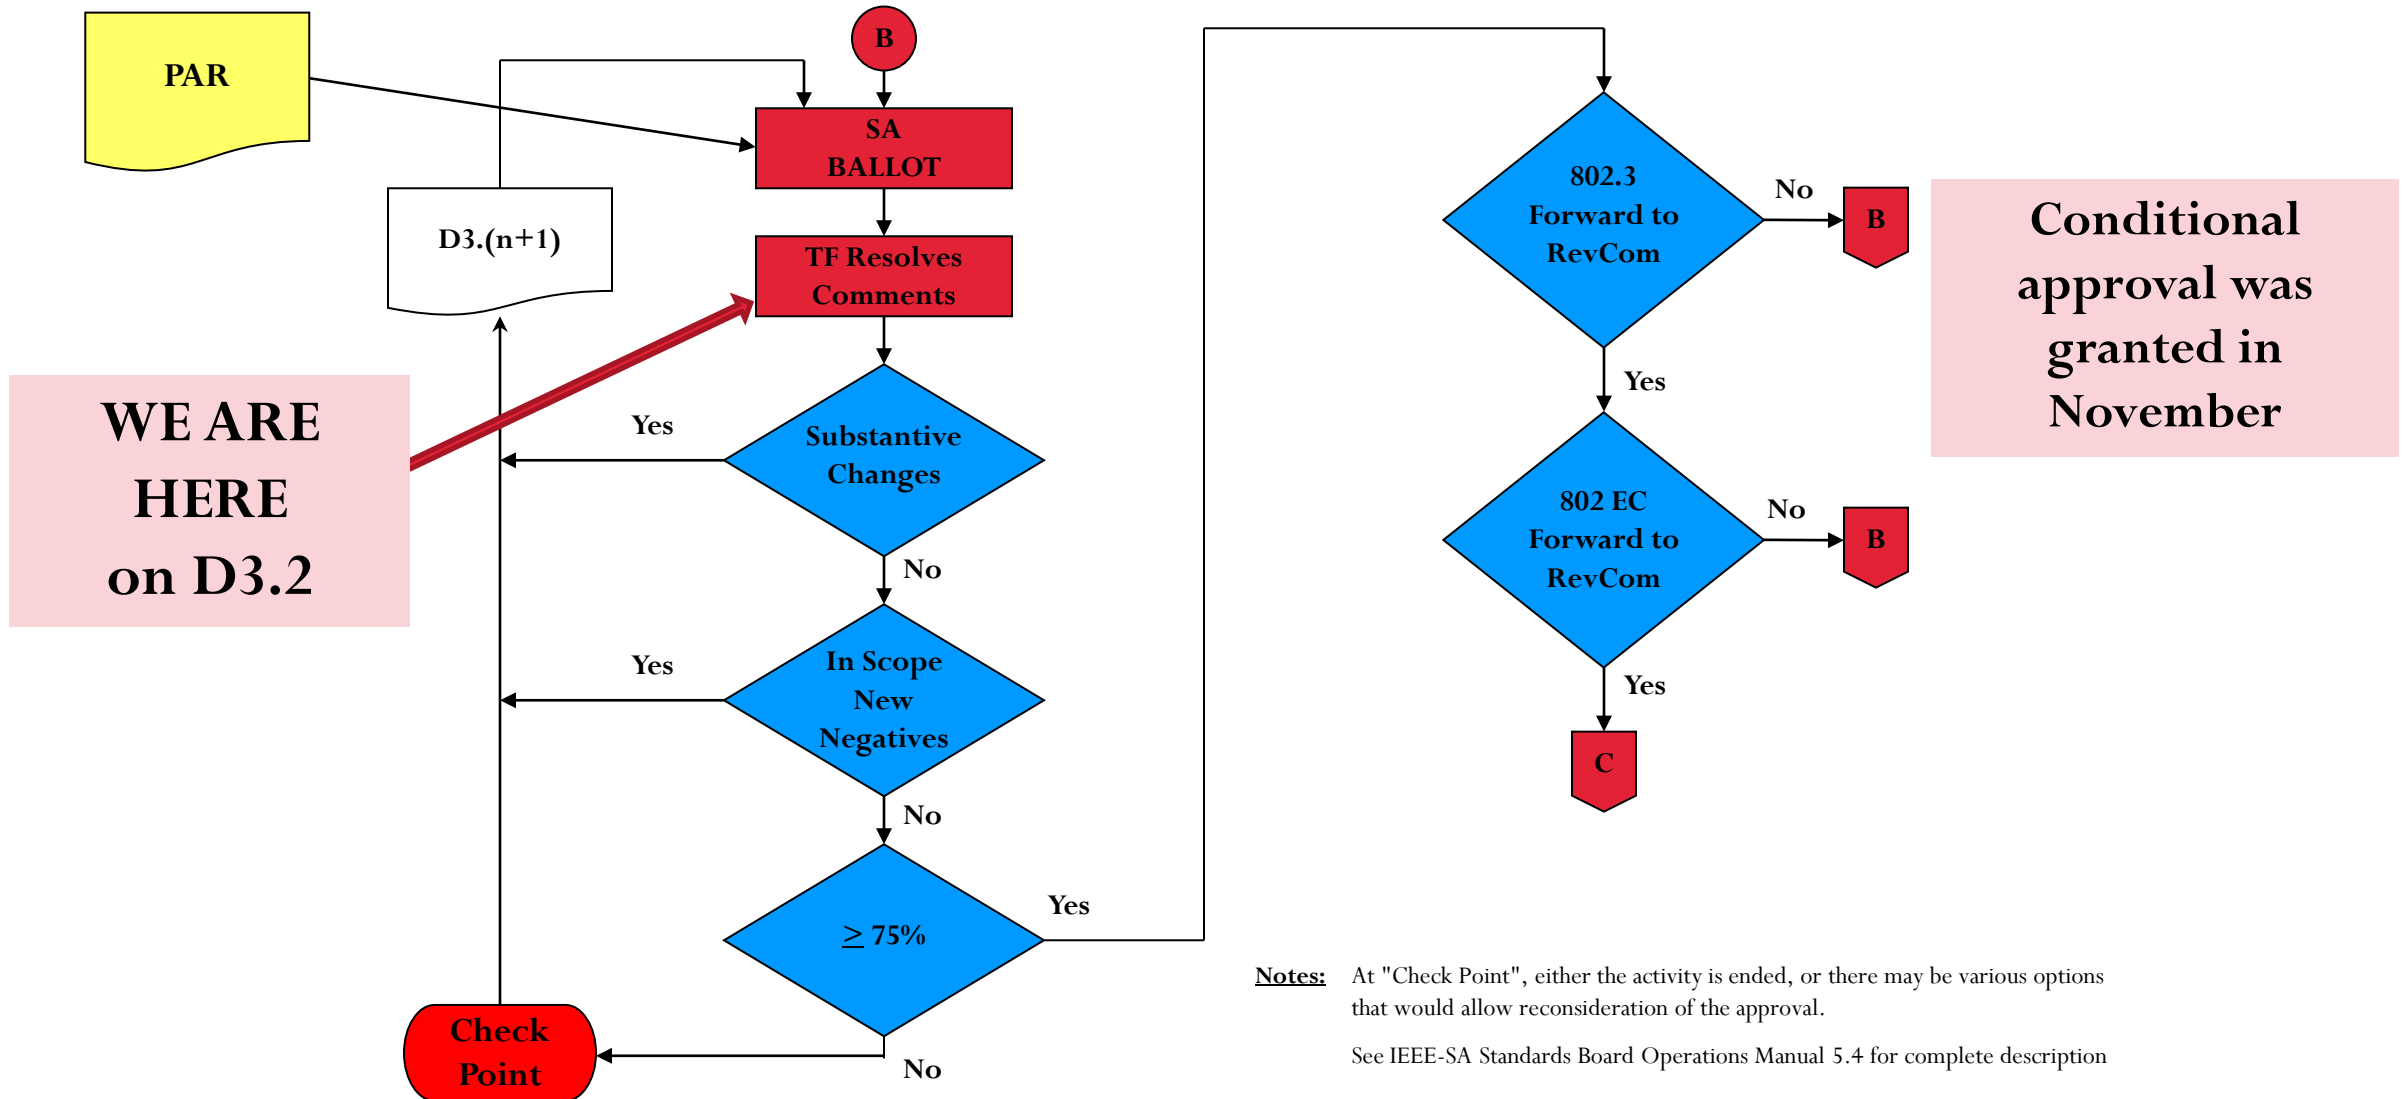 PAR
B
SA
BALLOT
D3.(n+1)
TF Resolves
Comments
WE ARE
HERE
on D3.2
Yes
Substantive
Changes
No
Yes
In Scope
New
Negatives
No
≥ 75%
Yes
No
Check
Point
802.3
Forward to
RevCom
No
B
Yes
802 EC
Forward to
RevCom
No
B
Yes
C
Conditional
approval was
granted in
November
Notes: At "Check Point", either the activity is ended, or there may be various options
that would allow reconsideration of the approval.
See IEEE-SA Standards Board Operations Manual 5.4 for complete description